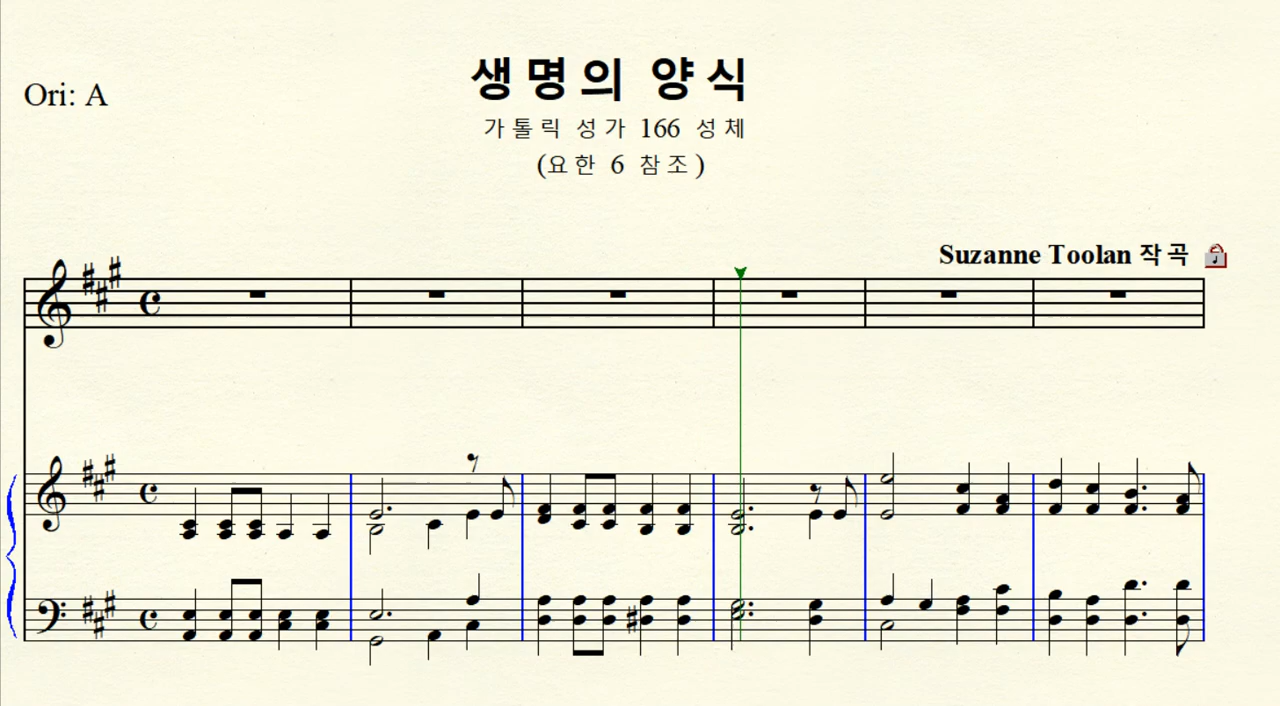 생명의 양식
Ori: A
가톨릭 성가 166 성체
(요한 6 참조)
Suzanne Toolan 작곡